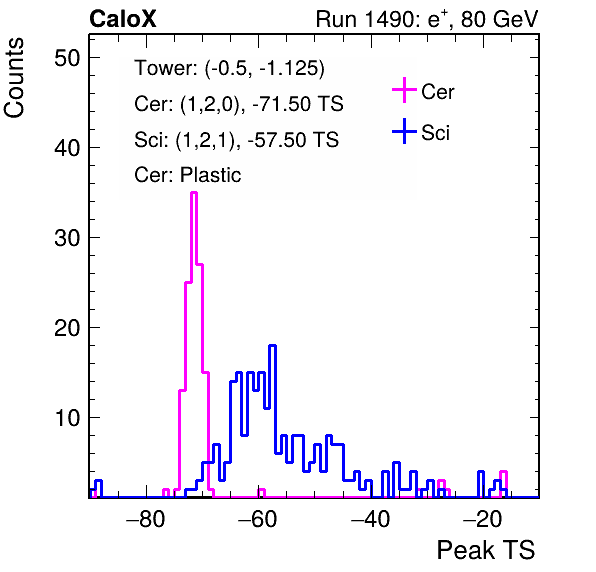 CaloX Run 1490: e⁺, 80 GeV
Counts
50
40
30
20
10
Tower: (-0.5, -1.125)
Cer: (1,2,0), -71.50 TS
Sci: (1,2,1), -57.50 TS
Cer: Plastic
Cer
Sci
−80 −60 −40 −20
Peak TS